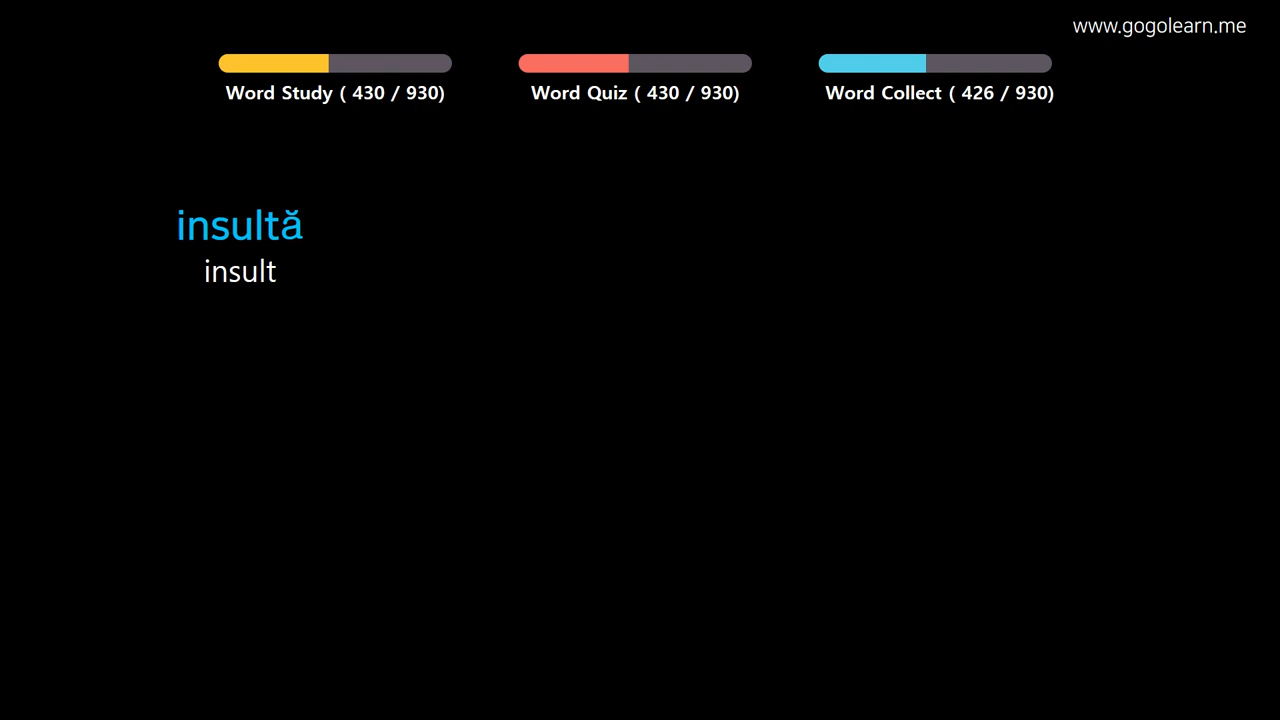 www.gogolearn.me
Word Study ( 430 / 930)
Word Quiz ( 430 / 930)
Word Collect ( 426 / 930)
insultă
insult